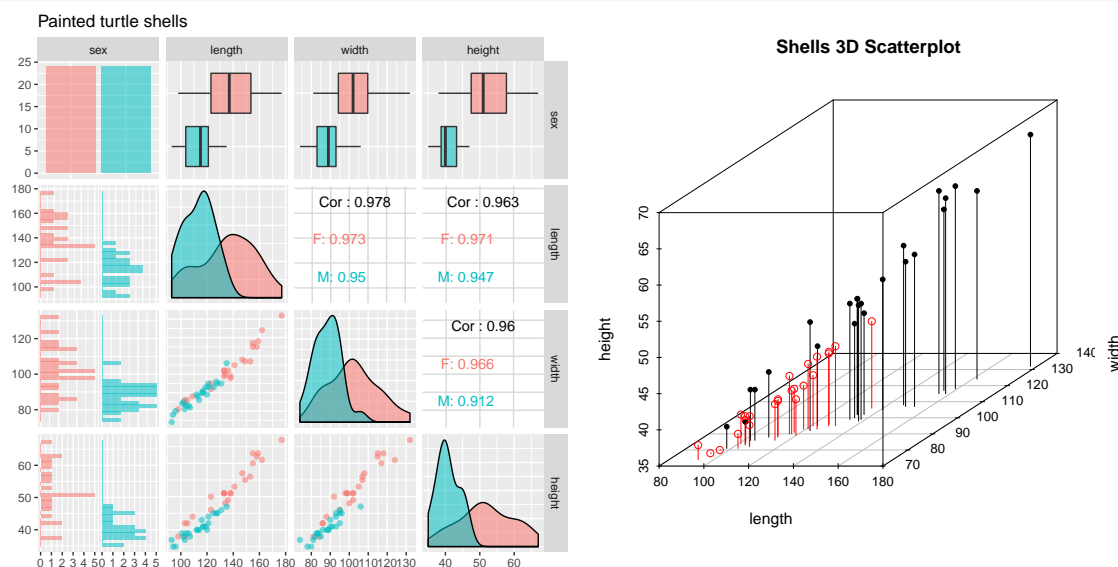 Painted turtle shells
sex length width height
25
20
15
10
5
0
sex
180
160
140
120
100
Cor : 0.978 Cor : 0.963
F: 0.973 F: 0.971
M: 0.95 M: 0.947
length
120
100
80
Cor : 0.96
F: 0.966
M: 0.912
width
60
50
40
height
0 1 2 3 4 5 0 1 2 3 4 5 100 120 140 160 180 80 90 100 110 120 130 40 60
Shells 3D Scatterplot
70
65
60
55
50
45
40
35
height
80 100 120 140 160 180
length
70
80
90
100
110
120
130
140
width